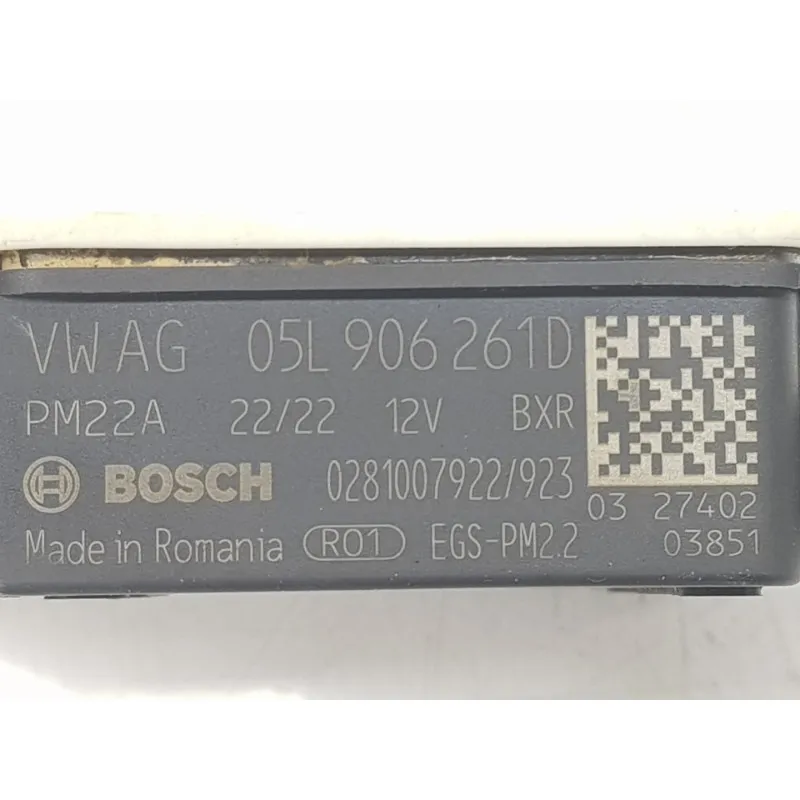 VW AG 05L 906 261D
PM22A 22/22 12V BXR
BOSCH 0281007922/923
03 27402
Made in Romania R01 EGS-PM2.2 03851